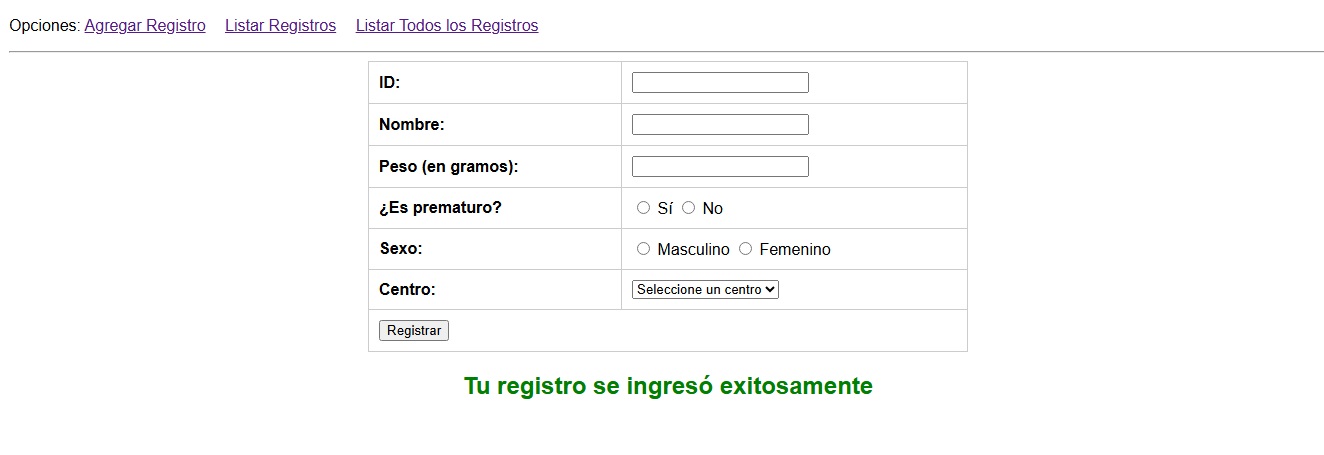 Opciones: Agregar Registro Listar Registros Listar Todos los Registros
ID:
Nombre:
Peso (en gramos):
¿Es prematuro? Sí No
Sexo: Masculino Femenino
Centro: Seleccione un centro
Registrar
Tu registro se ingresó exitosamente